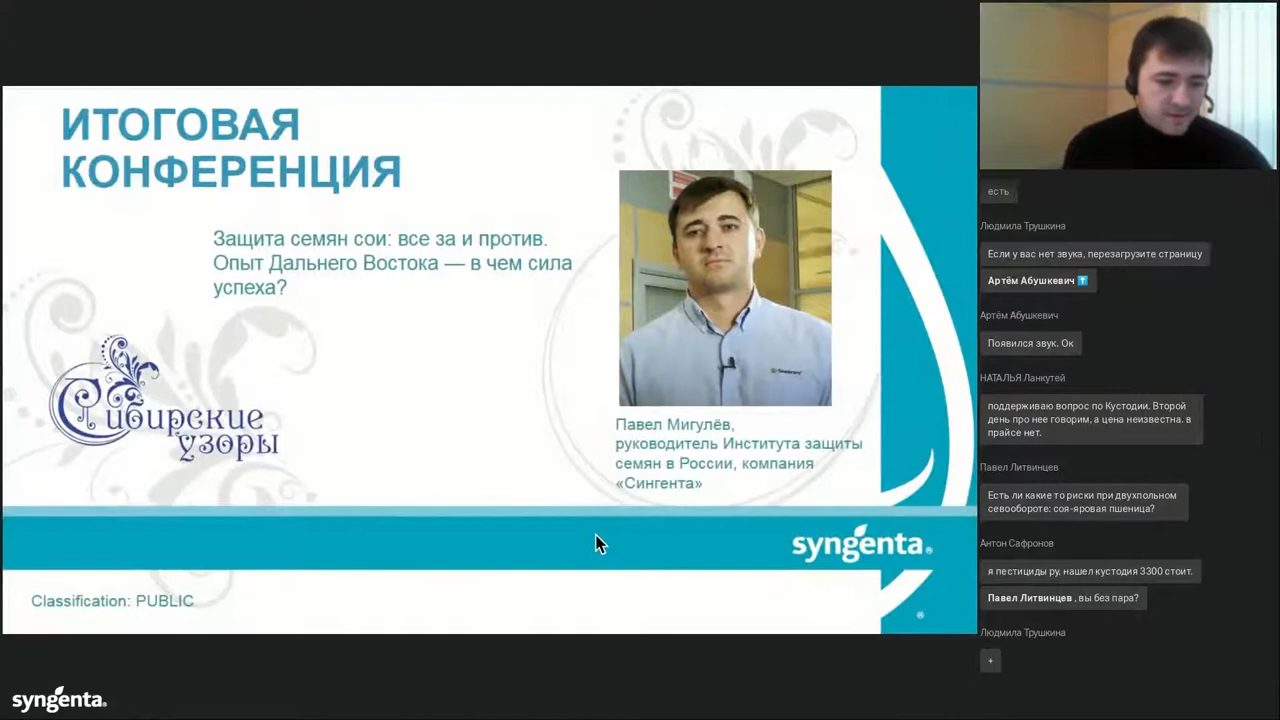 ИТОГОВАЯ
КОНФЕРЕНЦИЯ
Защита семян сои: все за и против.
Опыт Дальнего Востока — в чем сила
успеха?
Сибирские
узоры
Павел Мигулёв,
руководитель Института защиты
семян в России, компания
«Сингента»
syngenta®
Classification: PUBLIC
syngenta®
есть
Людмила Трушкина
Если у вас нет звука, перезагрузите страницу
Артём Абушкевич
Артём Абушкевич
Появился звук. Ок
НАТАЛЬЯ Ланкутей
поддерживаю вопрос по Кустодии. Второй
день про нее говорим, а цена неизвестна. в
прайсе нет.
Павел Литвинцев
Есть ли какие то риски при двухпольном
севообороте: соя-яровая пшеница?
Антон Сафронов
я пестициды ру, нашел кустодия 3300 стоит.
Павел Литвинцев , вы без пара?
Людмила Трушкина
+